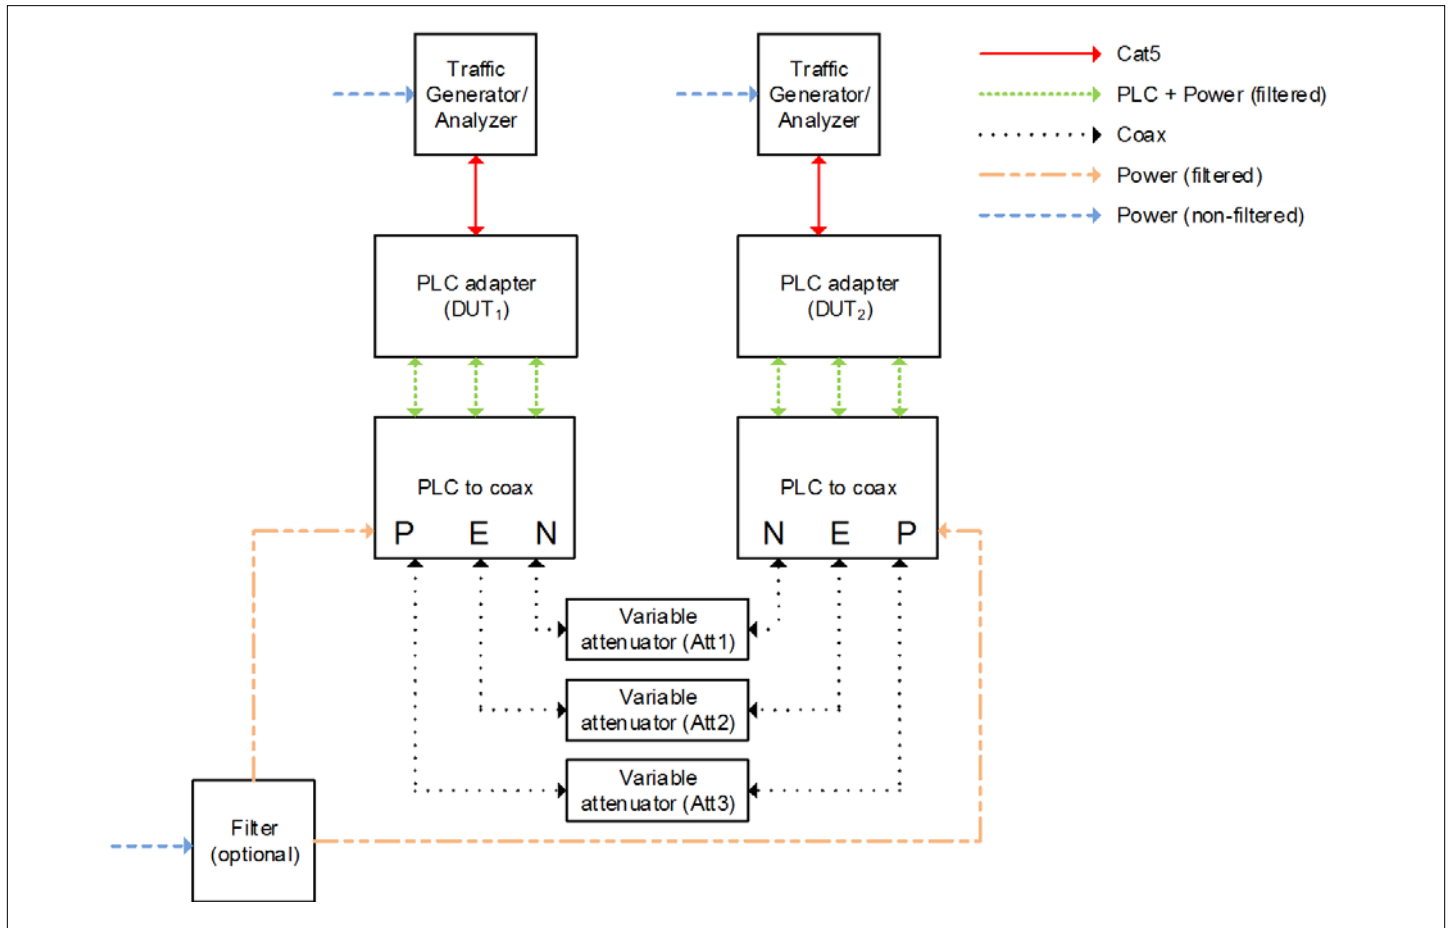 Traffic
Generator/
Analyzer
Traffic
Generator/
Analyzer
Cat5
PLC + Power (filtered)
Coax
Power (filtered)
Power (non-filtered)
PLC adapter
(DUT₁)
PLC adapter
(DUT₂)
PLC to coax
P E N
PLC to coax
N E P
Variable
attenuator (Att1)
Variable
attenuator (Att2)
Variable
attenuator (Att3)
Filter
(optional)